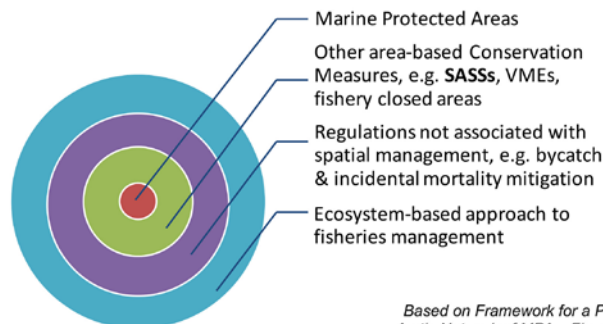 Marine Protected Areas
Other area-based Conservation
Measures, e.g. SASSs, VMEs,
fishery closed areas
Regulations not associated with
spatial management, e.g. bycatch
& incidental mortality mitigation
Ecosystem-based approach to
fisheries management
Based on Framework for a